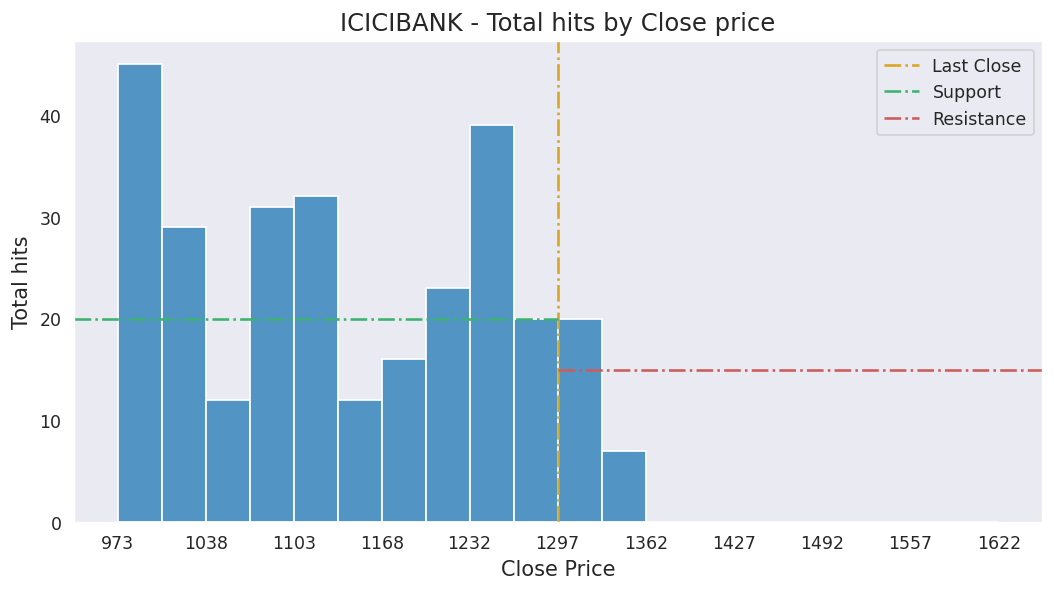 ICICIBANK - Total hits by Close price
Last Close
Support
Resistance
Total hits
40
30
20
10
0
973 1038 1103 1168 1232 1297 1362 1427 1492 1557 1622
Close Price